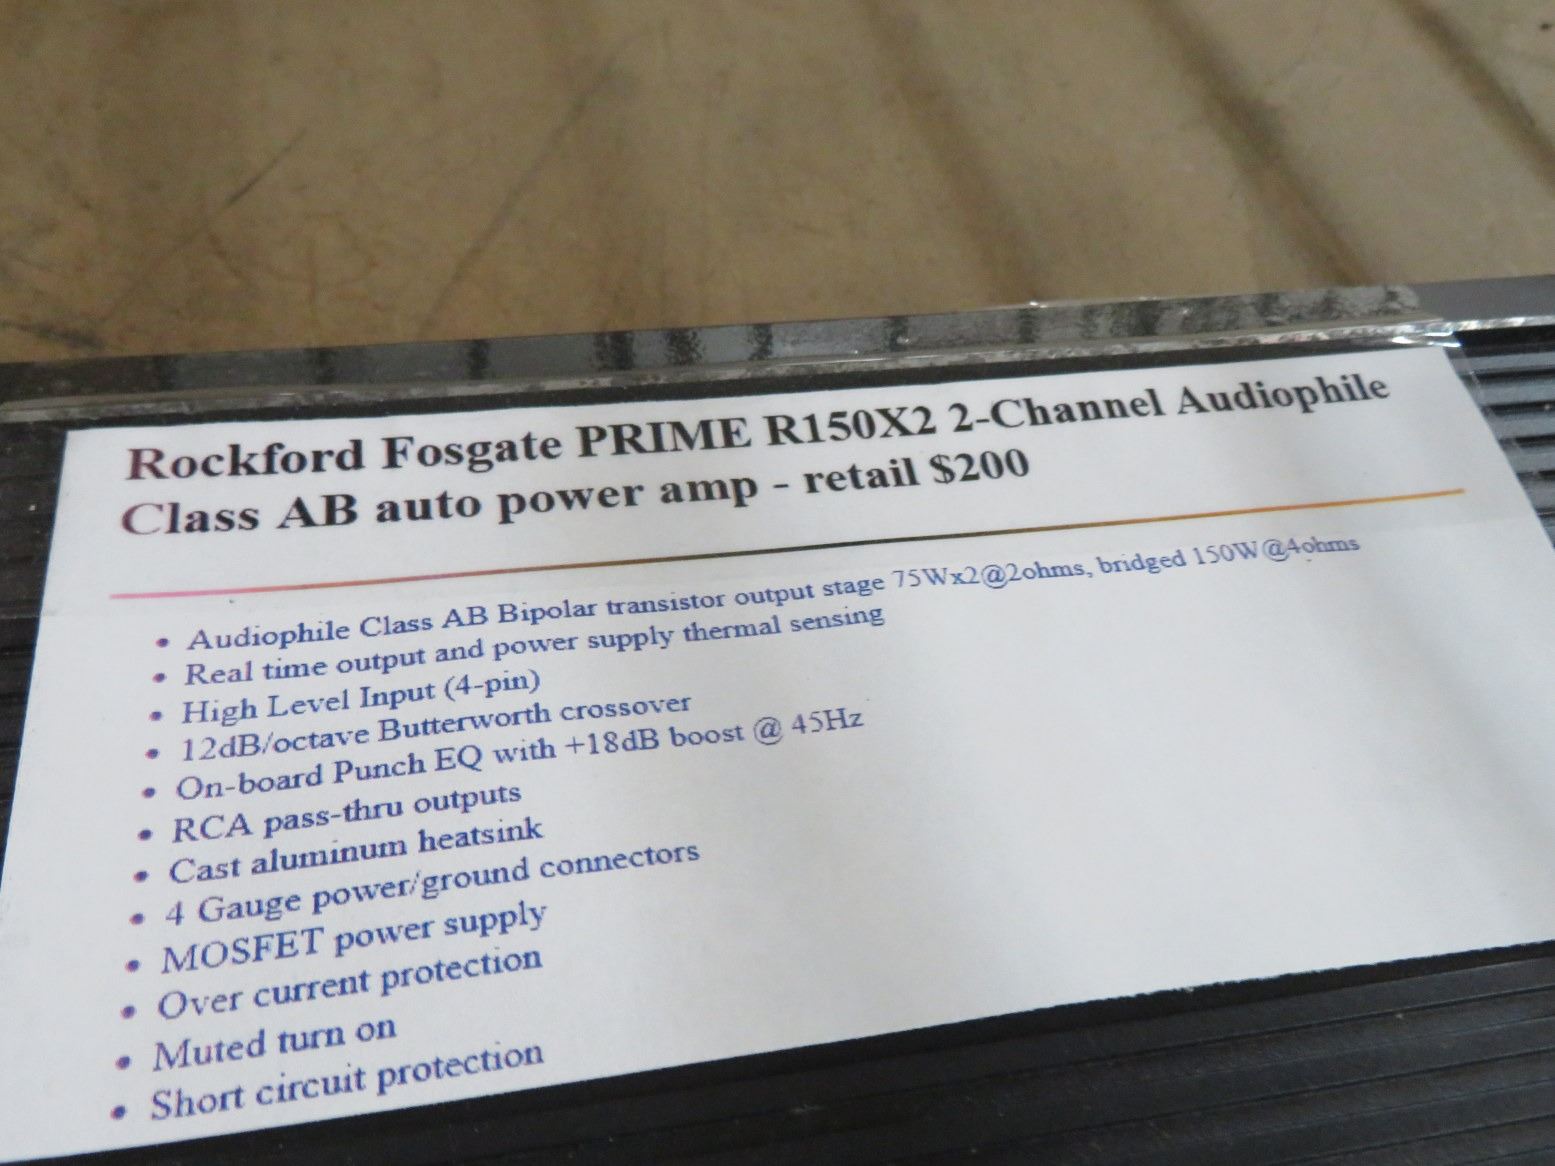 Rockford Fosgate PRIME R150X2 2-Channel Audiophile
Class AB auto power amp - retail $200
• Audiophile Class AB Bipolar transistor output stage 75Wx2@2ohms, bridged 150W@4ohms
• Real time output and power supply thermal sensing
• High Level Input (4-pin)
• 12dB/octave Butterworth crossover
• On-board Punch EQ with +18dB boost @ 45Hz
• RCA pass-thru outputs
• Cast aluminum heatsink
• 4 Gauge power/ground connectors
• MOSFET power supply
• Over current protection
• Muted turn on
• Short circuit protection